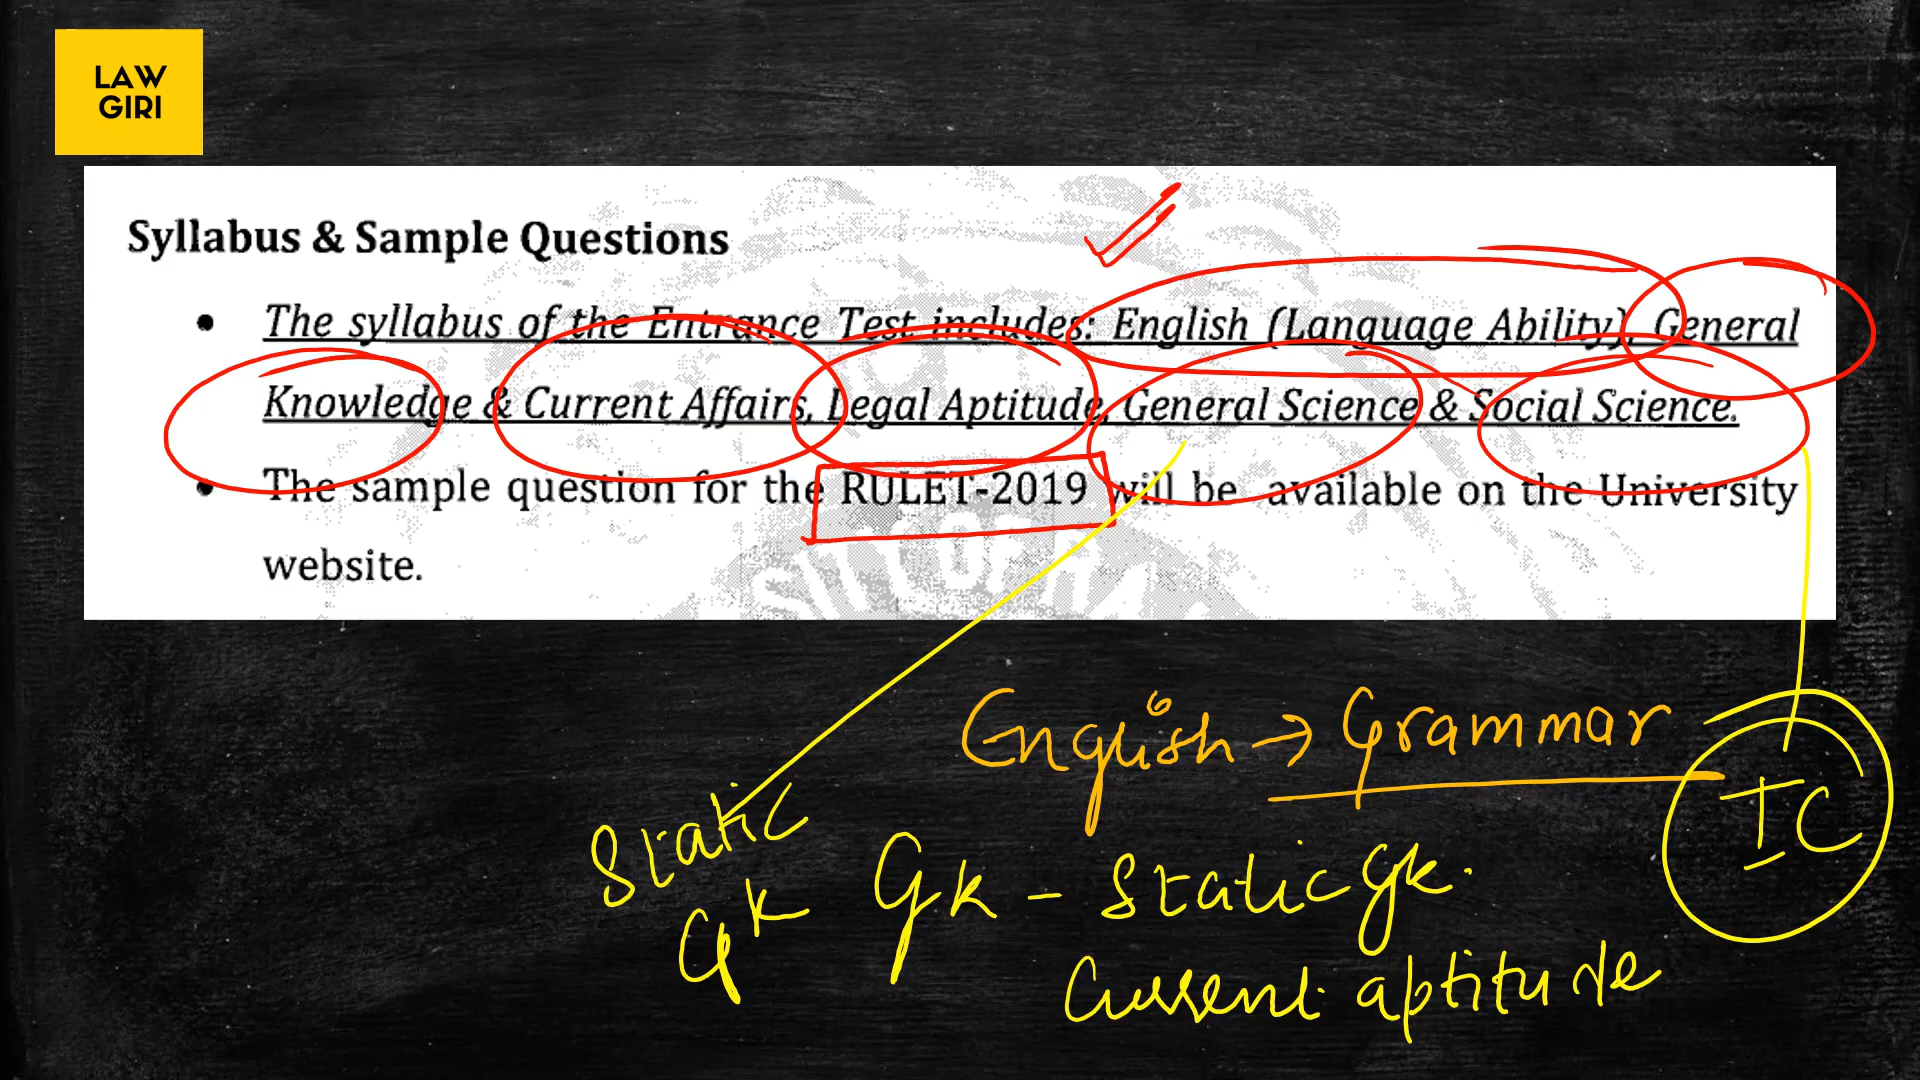 LAW
GIRI
Syllabus & Sample Questions
• The syllabus of the Entrance Test includes: English (Language Ability), General
Knowledge & Current Affairs, Legal Aptitude, General Science & Social Science.
• The sample question for the RULET-2019 will be available on the University
website.
English → Grammar
IC
Static
GK
GK - Static GK.
Current aptitude